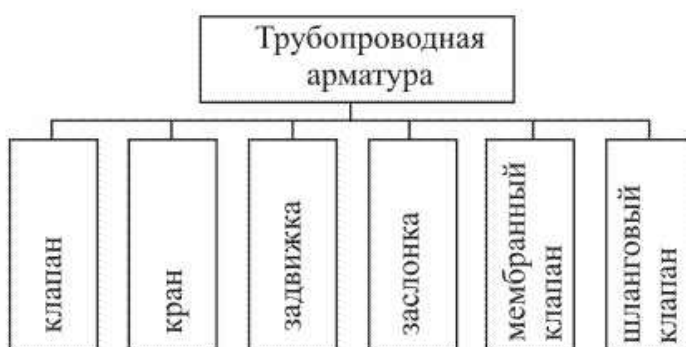 Трубопроводная
арматура
клапан
кран
задвижка
заслонка
мембранный
клапан
шланговый
клапан